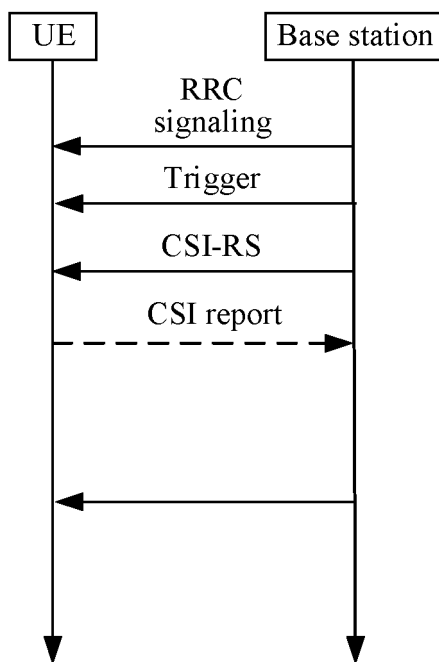 UE
Base station
RRC
signaling
Trigger
CSI-RS
CSI report